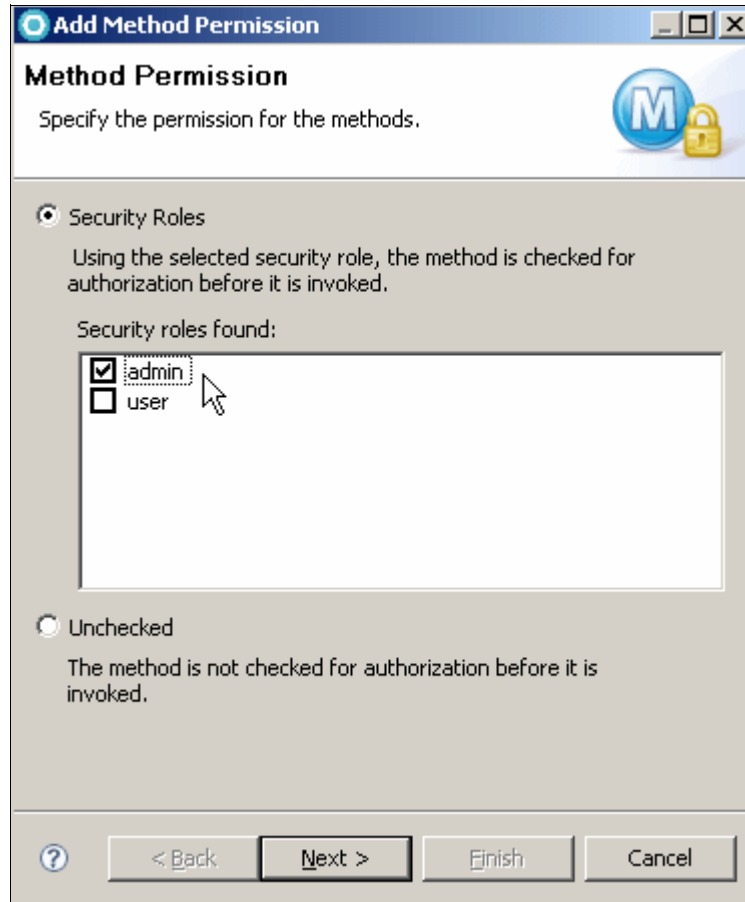 Add Method Permission
Method Permission
Specify the permission for the methods.
M
Security Roles
Using the selected security role, the method is checked for
authorization before it is invoked.
Security roles found:
admin
user
Unchecked
The method is not checked for authorization before it is
invoked.
? < Back Next > Finish Cancel